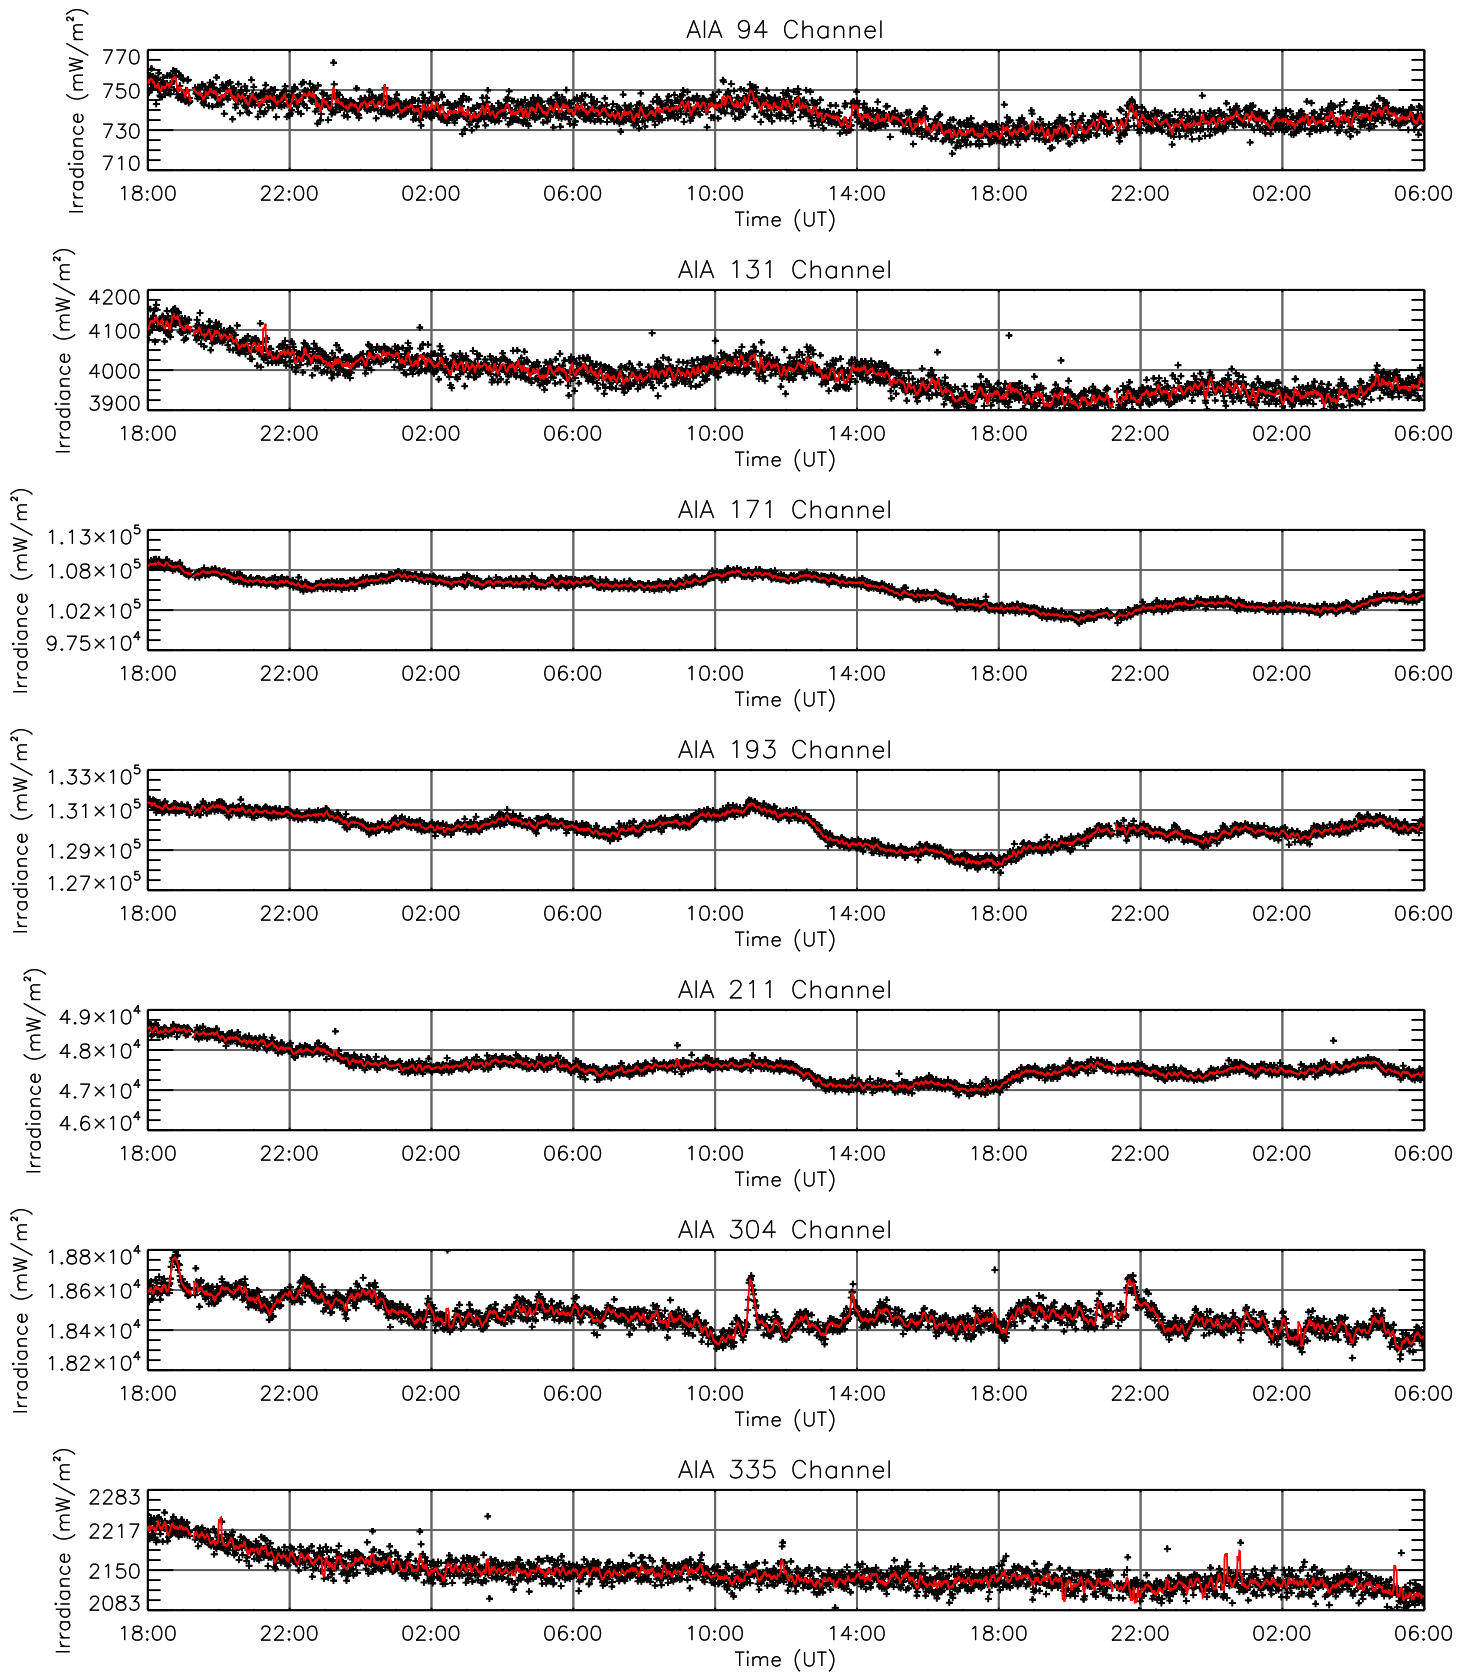 AIA 94 Channel
Irradiance (mW/m²)
770
750
730
710
18:00 22:00 02:00 06:00 10:00 14:00 18:00 22:00 02:00 06:00
Time (UT)
AIA 131 Channel
Irradiance (mW/m²)
4200
4100
4000
3900
18:00 22:00 02:00 06:00 10:00 14:00 18:00 22:00 02:00 06:00
Time (UT)
AIA 171 Channel
Irradiance (mW/m²)
1.13×10⁵
1.08×10⁵
1.02×10⁵
9.75×10⁴
18:00 22:00 02:00 06:00 10:00 14:00 18:00 22:00 02:00 06:00
Time (UT)
AIA 193 Channel
Irradiance (mW/m²)
1.33×10⁵
1.31×10⁵
1.29×10⁵
1.27×10⁵
18:00 22:00 02:00 06:00 10:00 14:00 18:00 22:00 02:00 06:00
Time (UT)
AIA 211 Channel
Irradiance (mW/m²)
4.9×10⁴
4.8×10⁴
4.7×10⁴
4.6×10⁴
18:00 22:00 02:00 06:00 10:00 14:00 18:00 22:00 02:00 06:00
Time (UT)
AIA 304 Channel
Irradiance (mW/m²)
1.88×10⁴
1.86×10⁴
1.84×10⁴
1.82×10⁴
18:00 22:00 02:00 06:00 10:00 14:00 18:00 22:00 02:00 06:00
Time (UT)
AIA 335 Channel
Irradiance (mW/m²)
2283
2217
2150
2083
18:00 22:00 02:00 06:00 10:00 14:00 18:00 22:00 02:00 06:00
Time (UT)